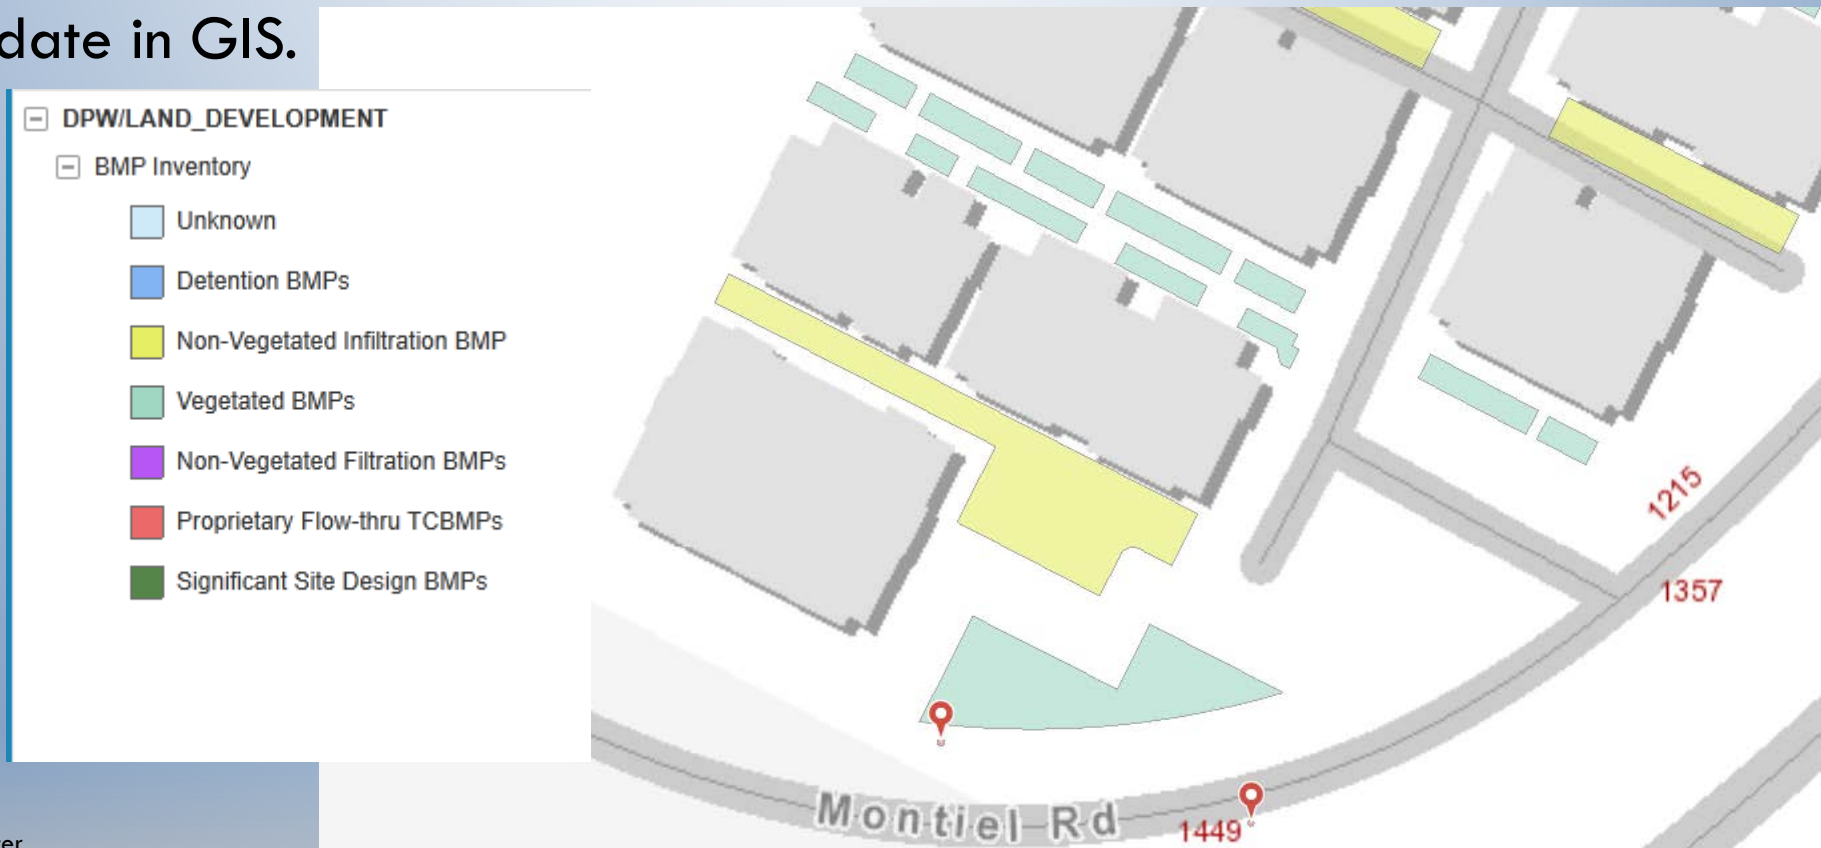 date in GIS.
DPW/LAND_DEVELOPMENT
BMP Inventory
Unknown
Detention BMPs
Non-Vegetated Infiltration BMP
Vegetated BMPs
Non-Vegetated Filtration BMPs
Proprietary Flow-thru TCBMPs
Significant Site Design BMPs
1215
1357
Montiel Rd
1449